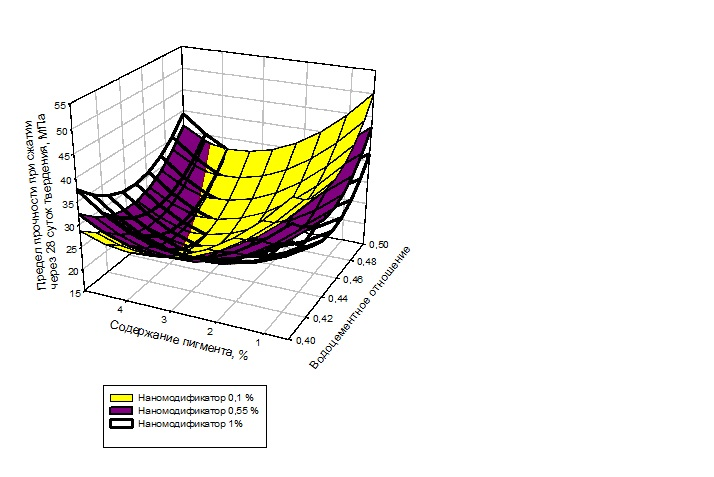 55
50
45
40
35
30
25
20
15
Предел прочности при сжатии
через 28 суток твердения, МПа
4
3
2
1
Содержание пигмента, %
0,50
0,48
0,46
0,44
0,42
0,40
Водоцементное отношение
Наномодификатор 0,1 %
Наномодификатор 0,55 %
Наномодификатор 1%